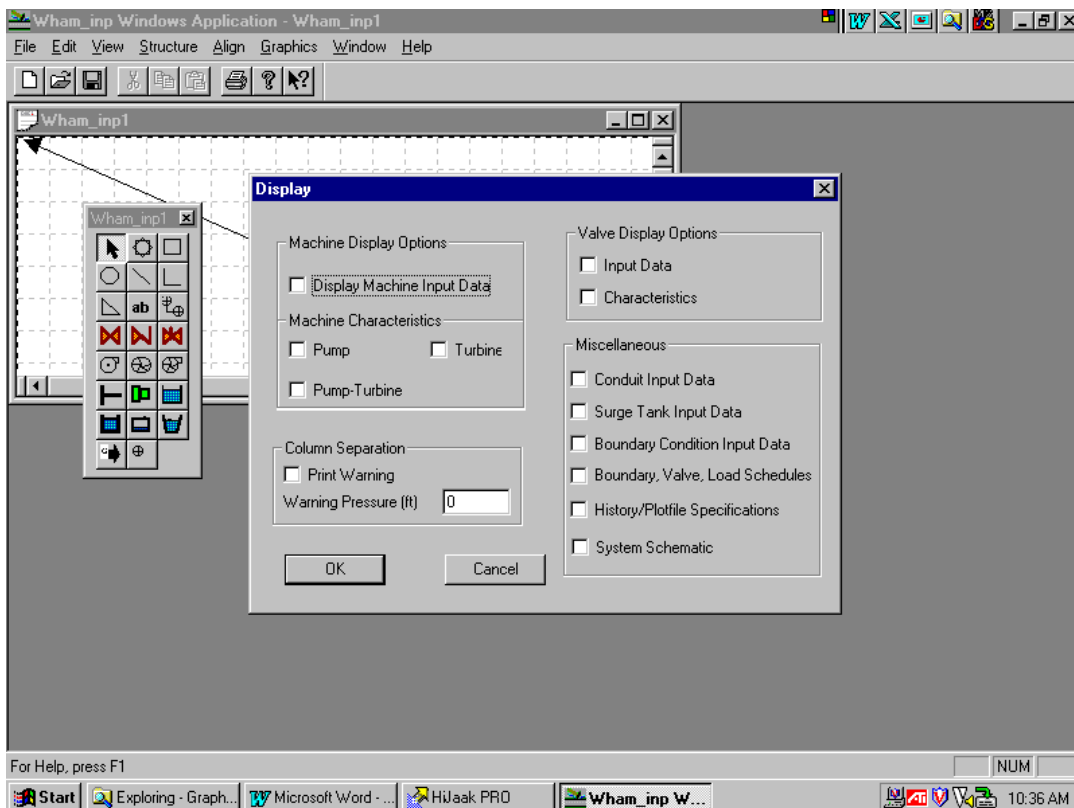 Wham_inp Windows Application - Wham_inp1
File Edit View Structure Align Graphics Window Help
Wham_inp1
Display
Wham_inp1
Machine Display Options
Display Machine Input Data
Machine Characteristics
Pump Turbine
Pump-Turbine
Column Separation
Print Warning
Warning Pressure (ft) 0
OK Cancel
Valve Display Options
Input Data
Characteristics
Miscellaneous
Conduit Input Data
Surge Tank Input Data
Boundary Condition Input Data
Boundary, Valve, Load Schedules
History/Plotfile Specifications
System Schematic
ab
For Help, press F1 NUM
Start Exploring - Graph... Microsoft Word - ... HiJaak PRO Wham_inp W... 10:36 AM